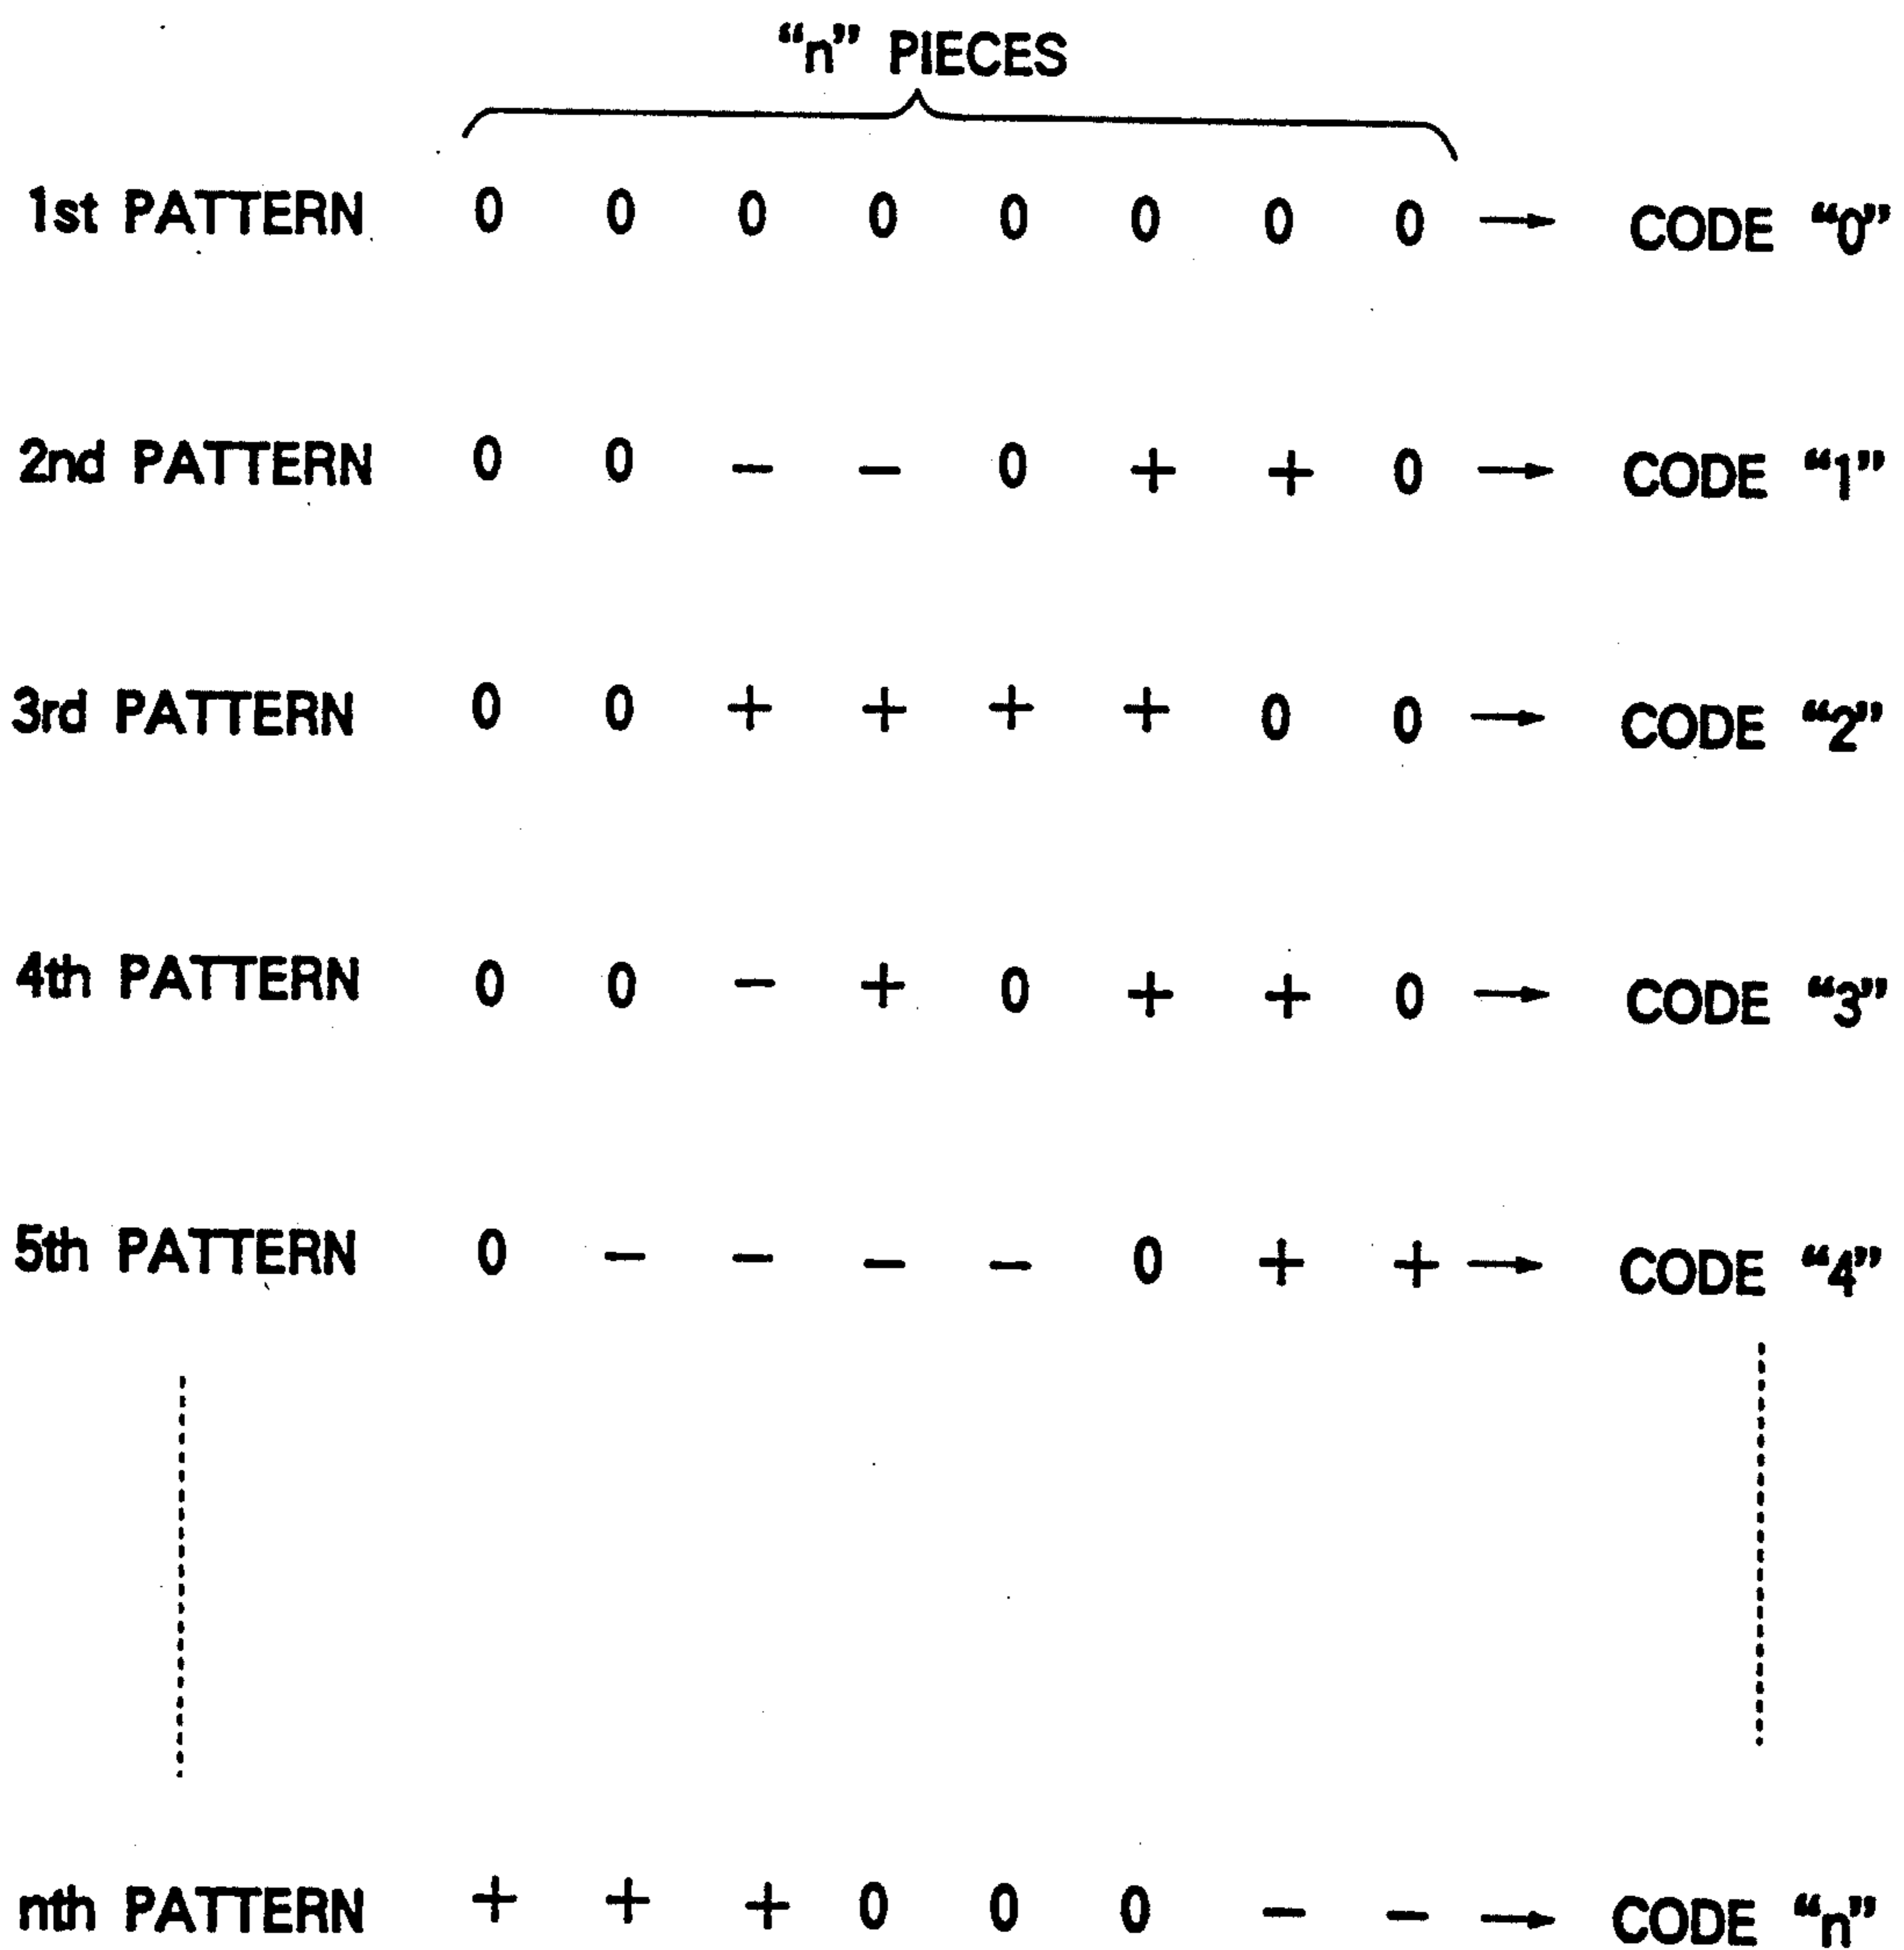 “n” PIECES
1st PATTERN 0 0 0 0 0 0 0 0 → CODE “0”
2nd PATTERN 0 0 − − 0 + + 0 → CODE “1”
3rd PATTERN 0 0 + + + + 0 0 → CODE “2”
4th PATTERN 0 0 − + 0 + + 0 → CODE “3”
5th PATTERN 0 − − − − 0 + + → CODE “4”
nth PATTERN + + + 0 0 0 − − → CODE “n”